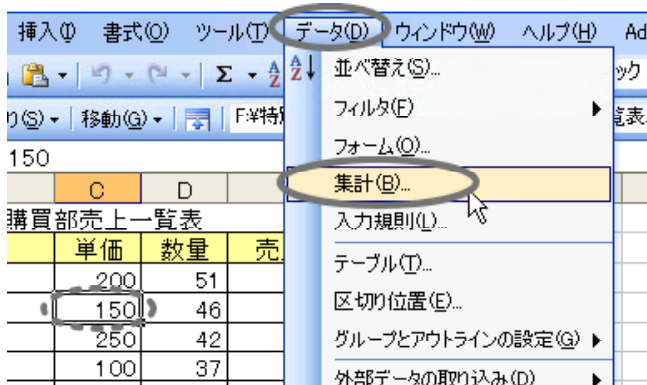 挿入(I) 書式(O) ツール(T) データ(D) ウィンドウ(W) ヘルプ(H) Ad
Σ
移動(G) F:¥特別
150
C D
購買部売上一覧表
単価 数量 売
200 51
150 46
250 42
100 37
並べ替え(S)...
フィルタ(F)
フォーム(O)...
集計(B)...
入力規則(L)...
テーブル(T)...
区切り位置(E)...
グループとアウトラインの設定(G)
外部データの取り込み(D)
ック
覧表